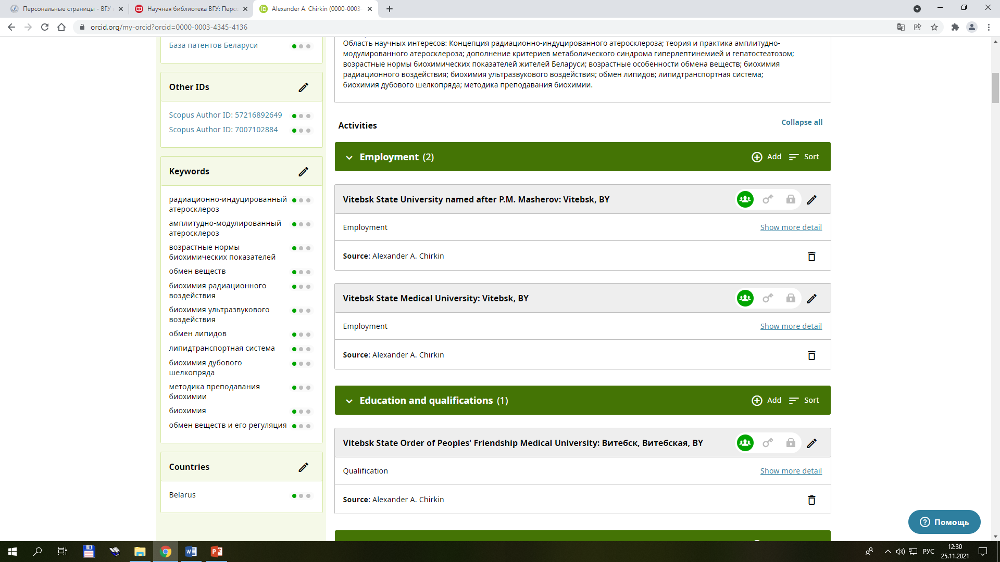 Персональные страницы - ВГУ
Научная библиотека ВГУ: Персо
Alexander A. Chirkin (0000-0003-
orcid.org/my-orcid?orcid=0000-0003-4345-4136
База патентов Беларуси
Other IDs
Scopus Author ID: 57216892649
Scopus Author ID: 7007102884
Keywords
радиационно-индуцированный
атеросклероз
амплитудно-модулированный
атеросклероз
возрастные нормы
биохимических показателей
обмен веществ
биохимия радиационного
воздействия
биохимия ультразвукового
воздействия
обмен липидов
липидтранспортная система
биохимия дубового
шелкопряда
методика преподавания
биохимии
биохимия
обмен веществ и его регуляция
Countries
Belarus
Область научных интересов: Концепция радиационно-индуцированного атеросклероза; теория и практика амплитудно-
модулированного атеросклероза; дополнение критериев метаболического синдрома гиперлептинемией и гепатостеатозом;
возрастные нормы биохимических показателей жителей Беларуси; возрастные особенности обмена веществ; биохимия
радиационного воздействия; биохимия ультразвукового воздействия; обмен липидов; липидтранспортная система;
биохимия дубового шелкопряда; методика преподавания биохимии.
Activities
Collapse all
Employment (2)
Add
Sort
Vitebsk State University named after P.M. Masherov: Vitebsk, BY
Employment
Show more detail
Source: Alexander A. Chirkin
Vitebsk State Medical University: Vitebsk, BY
Employment
Show more detail
Source: Alexander A. Chirkin
Education and qualifications (1)
Add
Sort
Vitebsk State Order of Peoples' Friendship Medical University: Витебск, Витебская, BY
Qualification
Show more detail
Source: Alexander A. Chirkin
Помощь
РУС
12:30
25.11.2021